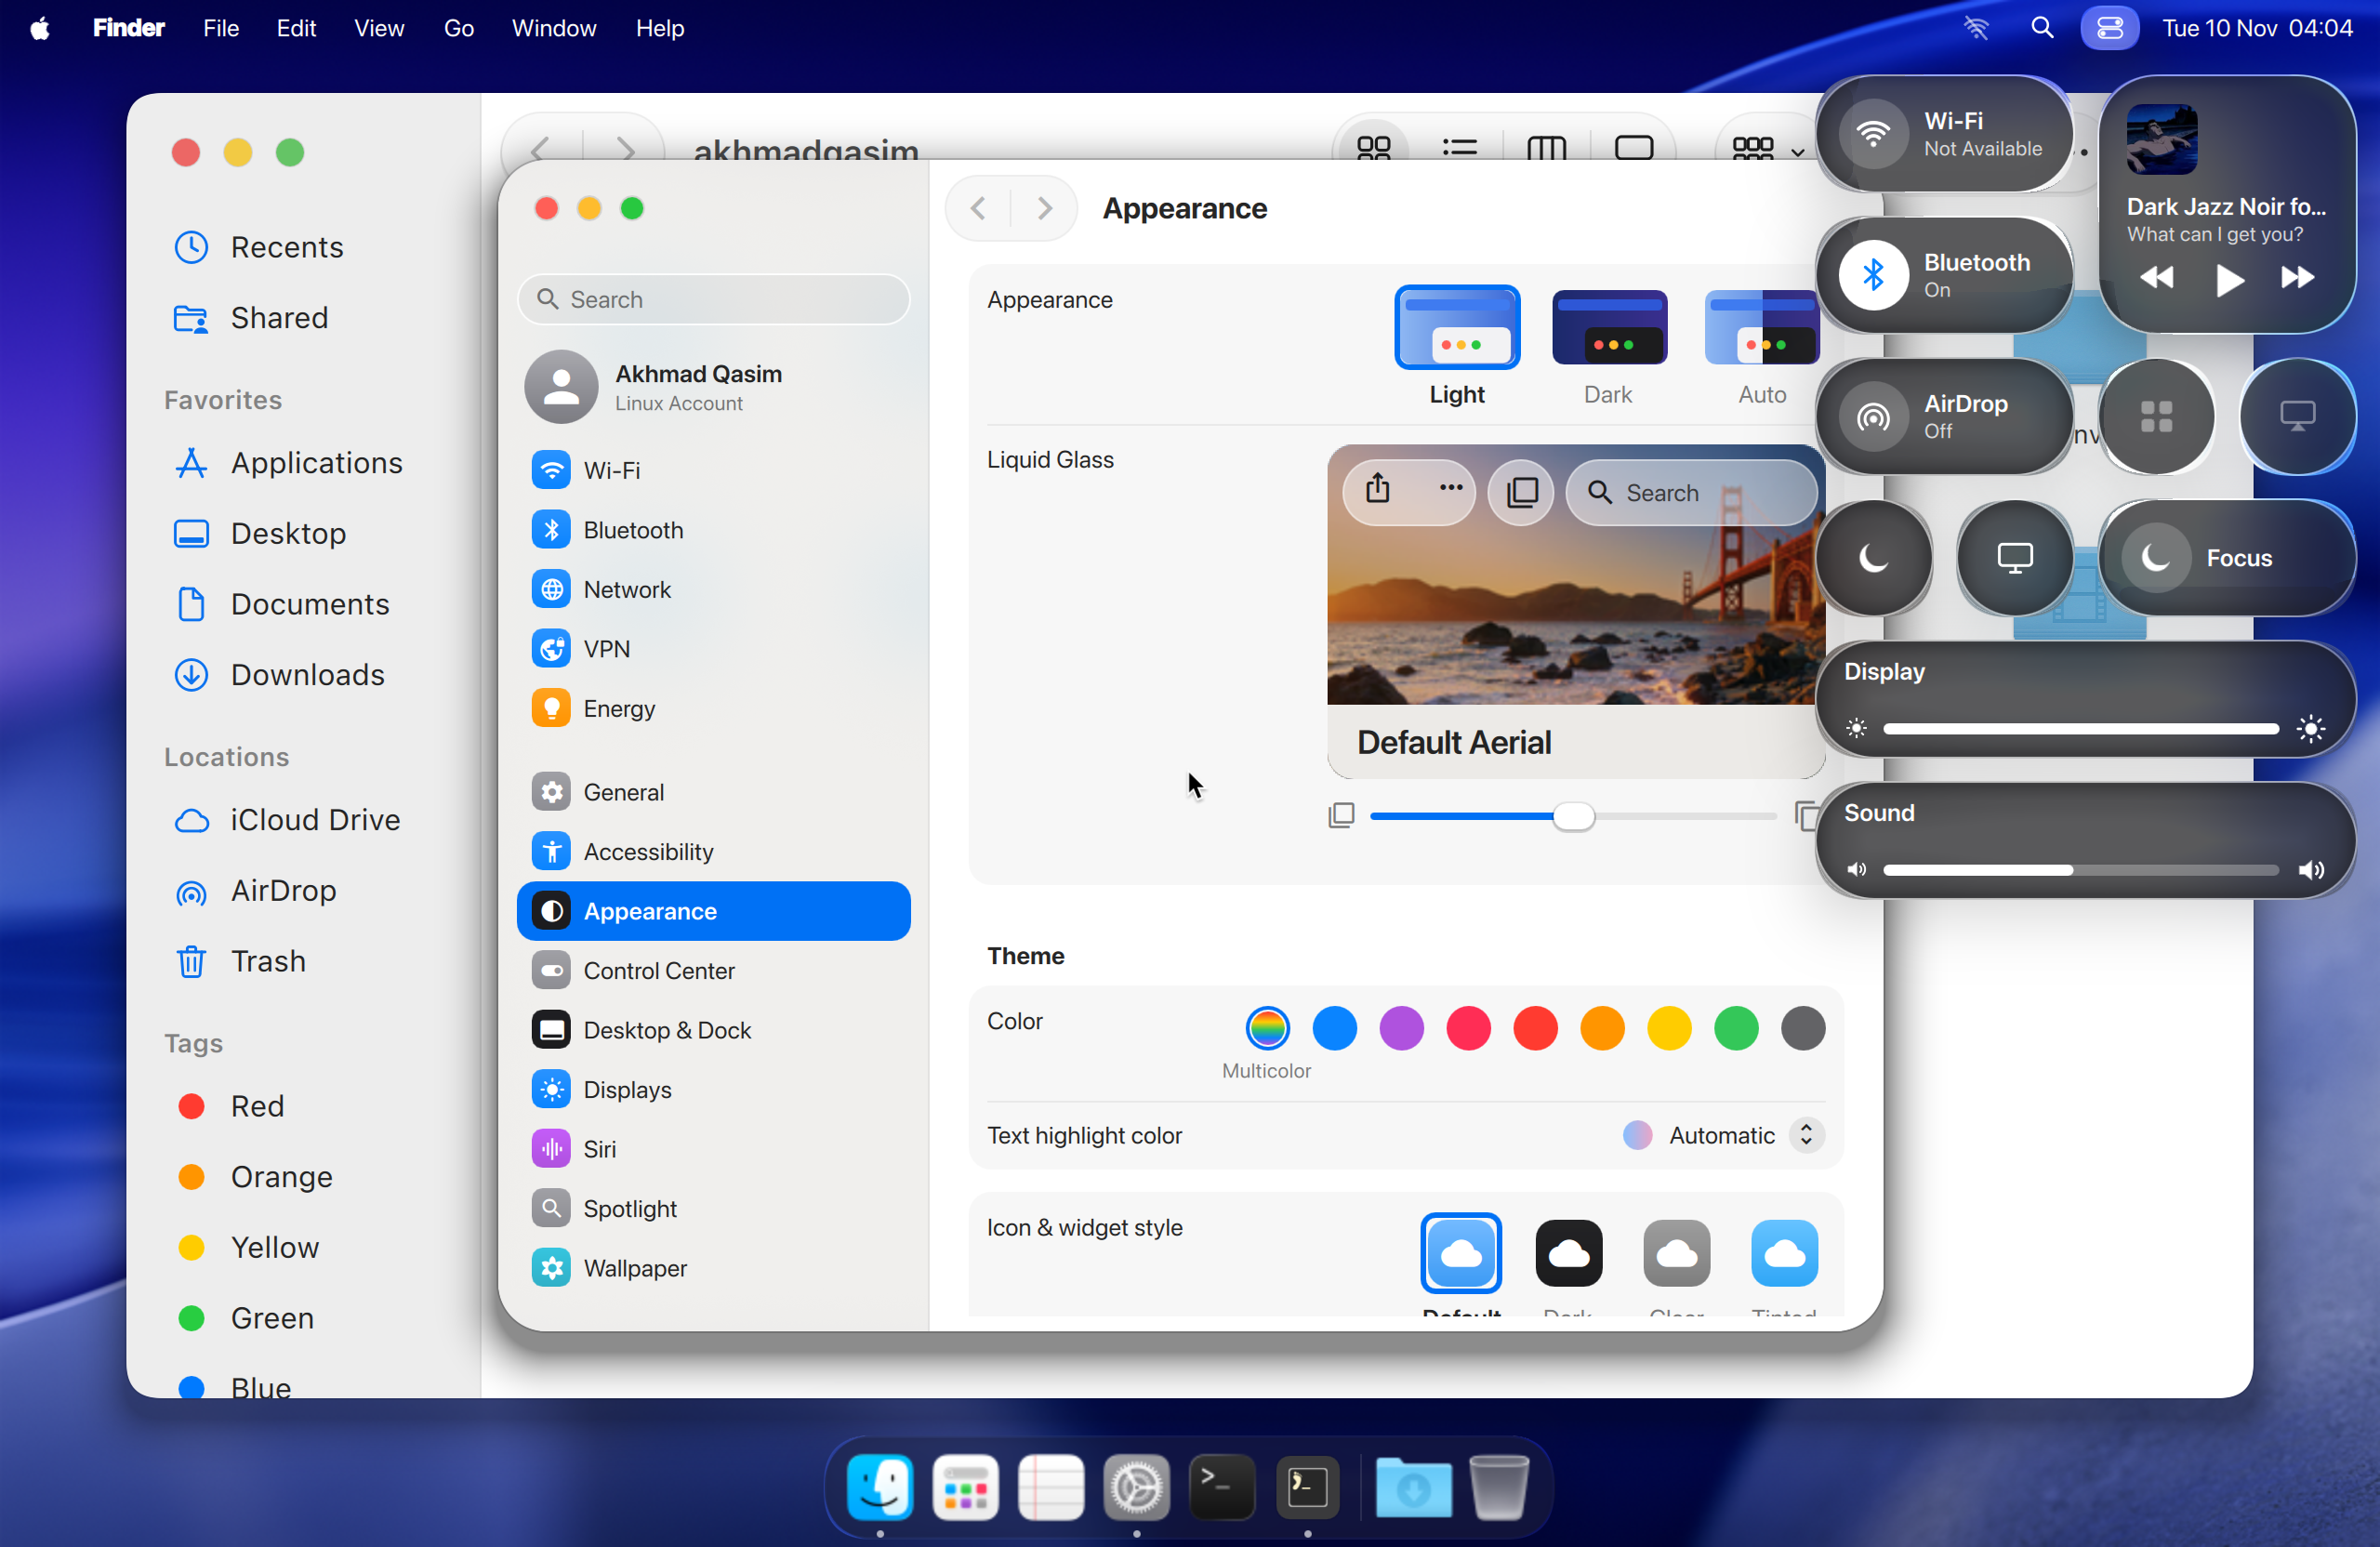 Finder File Edit View Go Window Help
Tue 10 Nov 04:04
akhmadqasim
Recents
Shared
Favorites
Applications
Desktop
Documents
Downloads
Locations
iCloud Drive
AirDrop
Trash
Tags
Red
Orange
Yellow
Green
Blue
Search
Akhmad Qasim
Linux Account
Wi-Fi
Bluetooth
Network
VPN
Energy
General
Accessibility
Appearance
Control Center
Desktop & Dock
Displays
Siri
Spotlight
Wallpaper
Appearance
Appearance
Light Dark Auto
Liquid Glass
Search
Default Aerial
Theme
Color
Multicolor
Text highlight color
Automatic
Icon & widget style
Default Dark Clear Tinted
Wi-Fi
Not Available
Dark Jazz Noir fo...
What can I get you?
Bluetooth
On
AirDrop
Off
Focus
Display
Sound